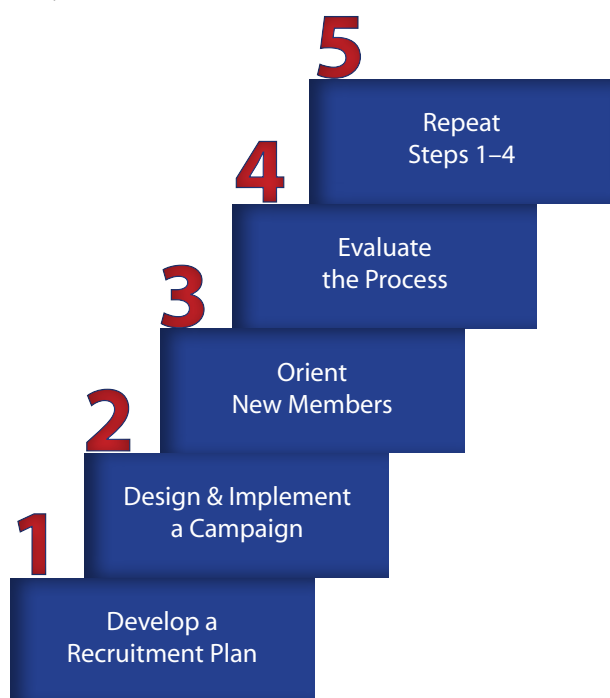 5
Repeat
Steps 1–4
4
Evaluate
the Process
3
Orient
New Members
2
Design & Implement
a Campaign
1
Develop a
Recruitment Plan